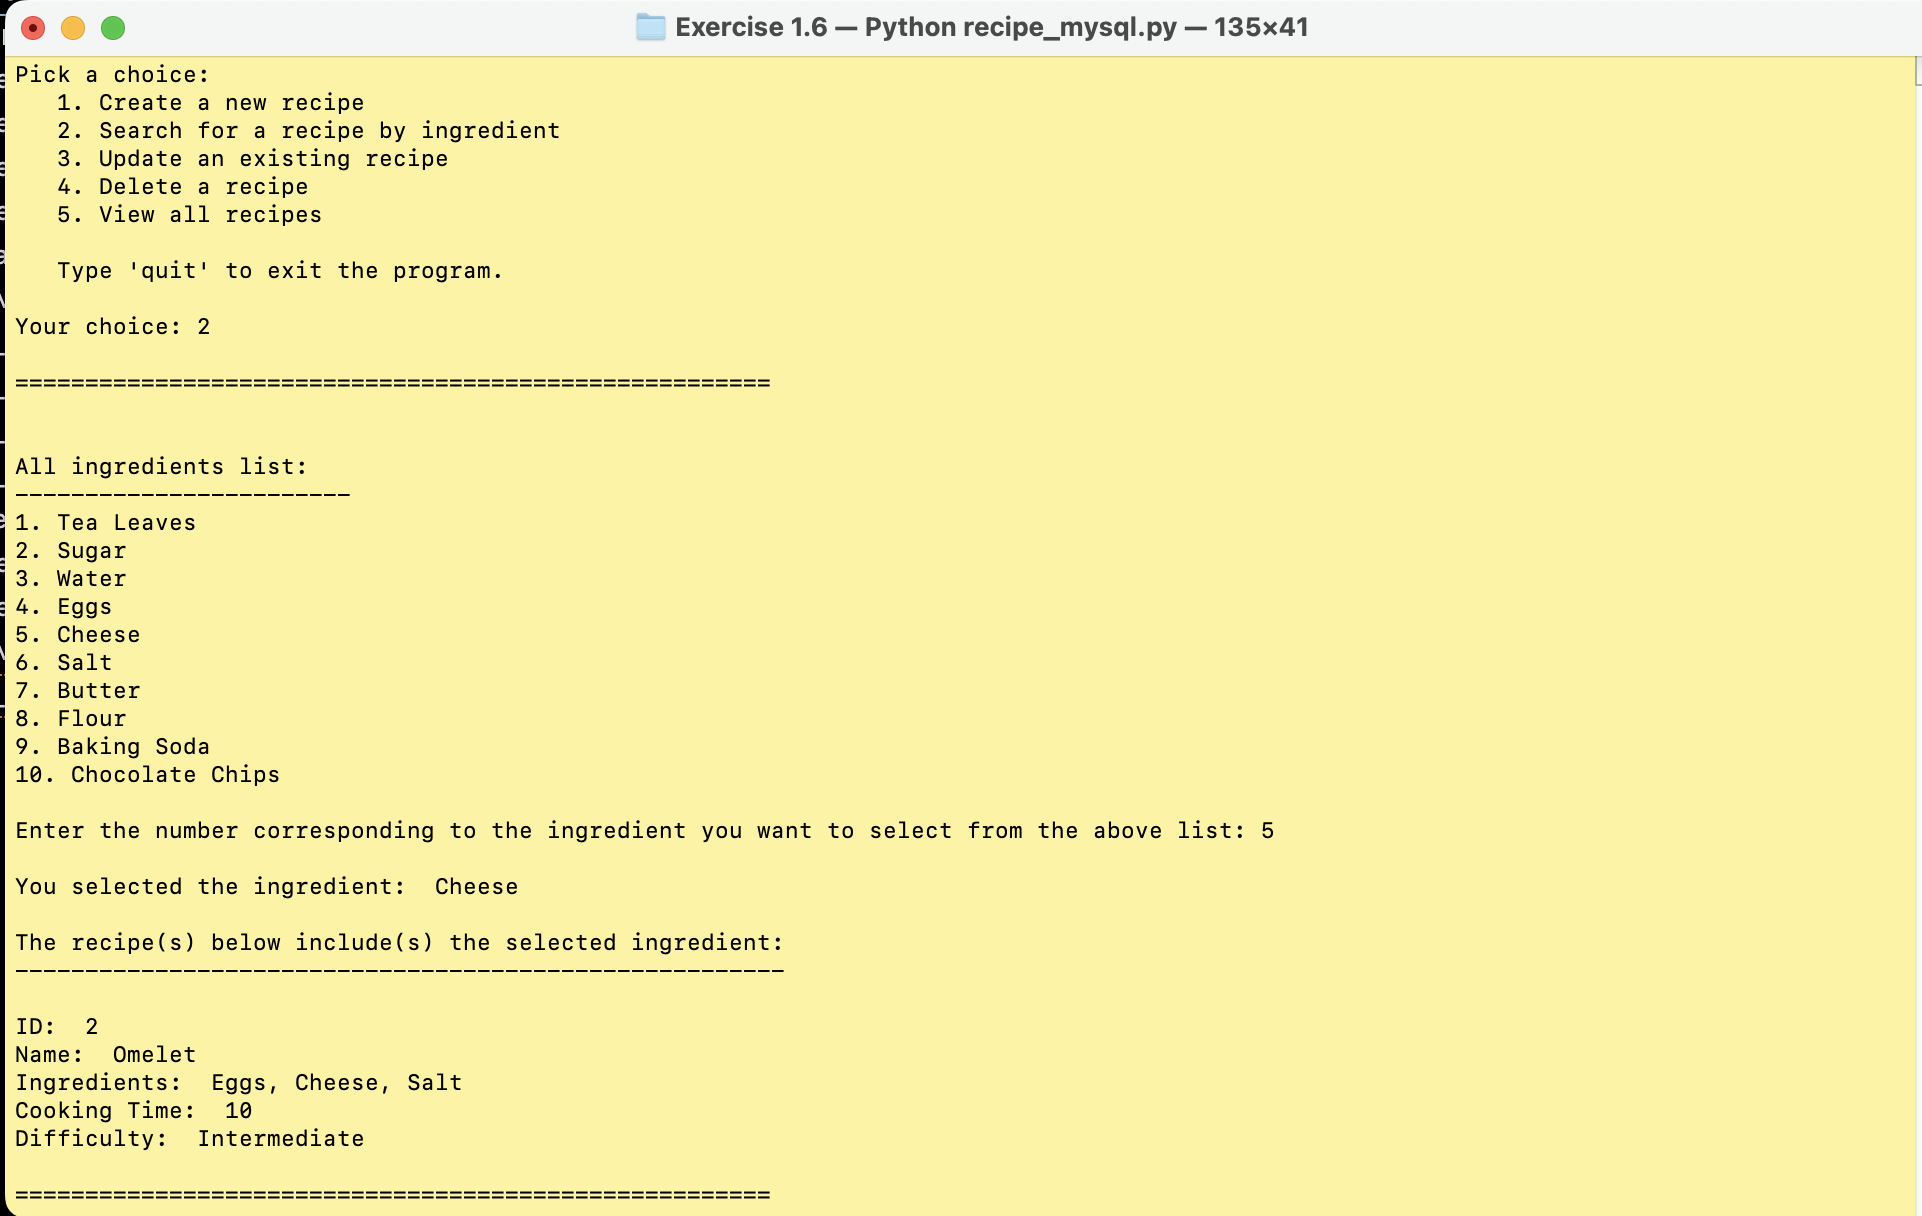 Exercise 1.6 — Python recipe_mysql.py — 135×41
Pick a choice:
   1. Create a new recipe
   2. Search for a recipe by ingredient
   3. Update an existing recipe
   4. Delete a recipe
   5. View all recipes
   Type 'quit' to exit the program.
Your choice: 2
======================================================
All ingredients list:
------------------------
1. Tea Leaves
2. Sugar
3. Water
4. Eggs
5. Cheese
6. Salt
7. Butter
8. Flour
9. Baking Soda
10. Chocolate Chips
Enter the number corresponding to the ingredient you want to select from the above list: 5
You selected the ingredient:  Cheese
The recipe(s) below include(s) the selected ingredient:
-------------------------------------------------------
ID:  2
Name:  Omelet
Ingredients:  Eggs, Cheese, Salt
Cooking Time:  10
Difficulty:  Intermediate
======================================================